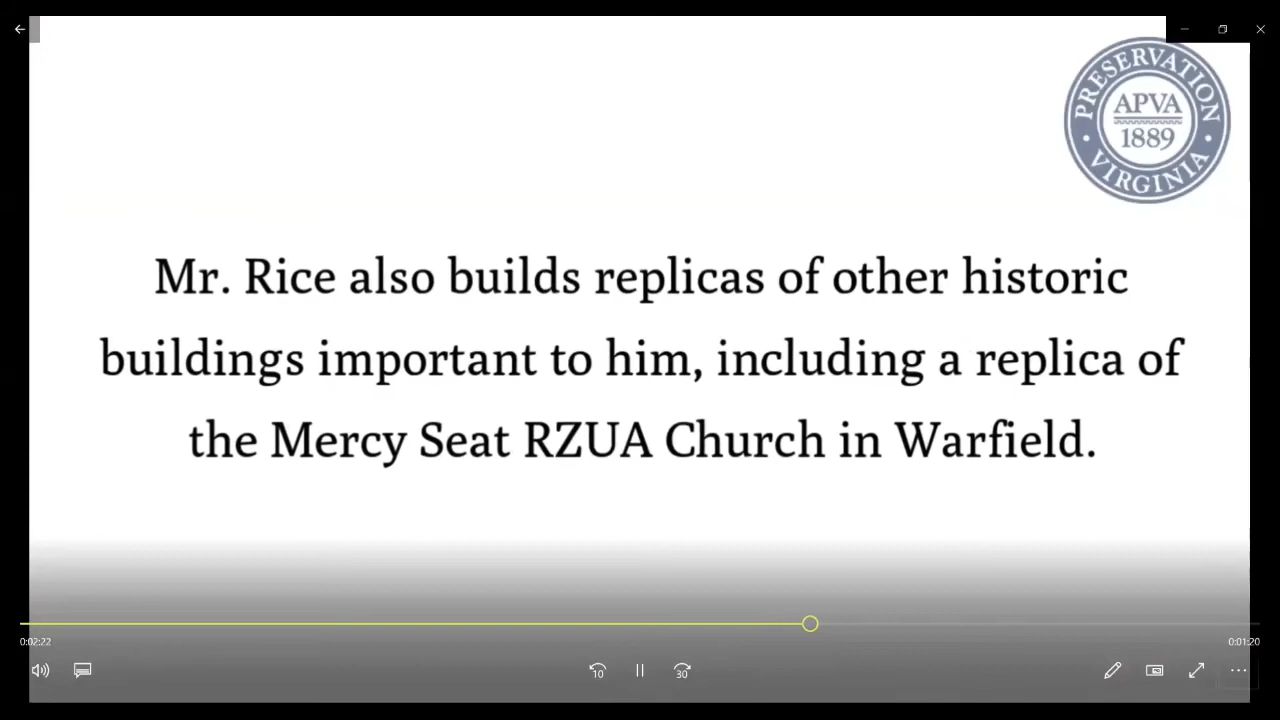 PRESERVATION
APVA
1889
VIRGINIA
Mr. Rice also builds replicas of other historic
buildings important to him, including a replica of
the Mercy Seat RZUA Church in Warfield.
0:02:22
0:01:20
10
30